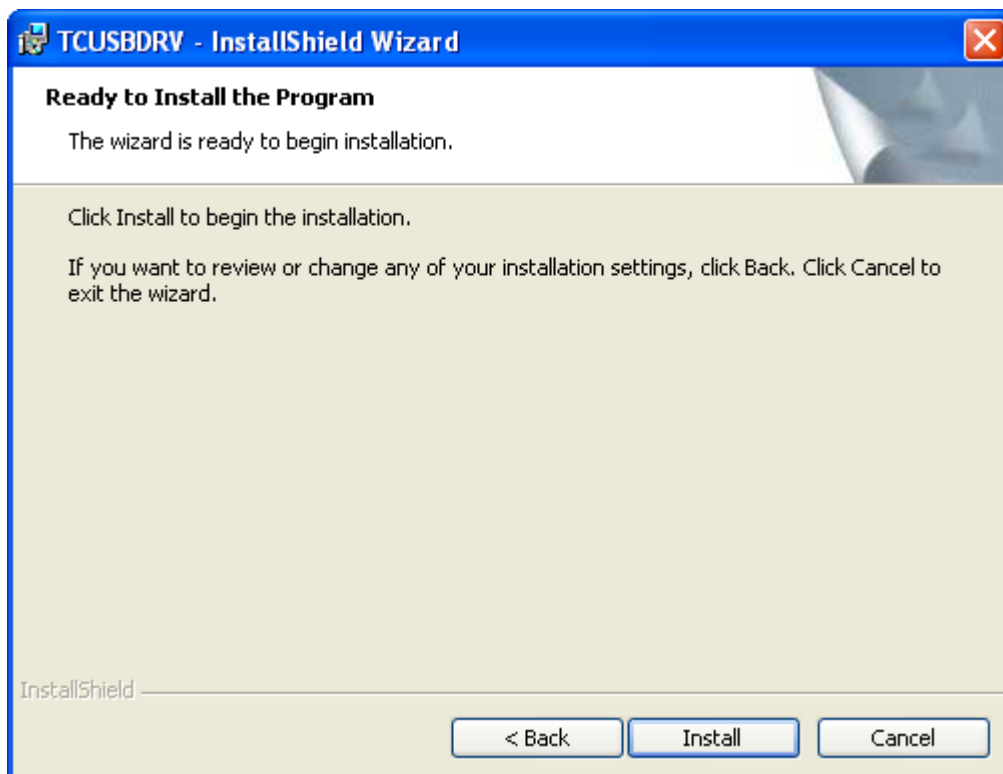 TCUSBDRV - InstallShield Wizard
Ready to Install the Program
The wizard is ready to begin installation.
Click Install to begin the installation.
If you want to review or change any of your installation settings, click Back. Click Cancel to
exit the wizard.
InstallShield
< Back
Install
Cancel